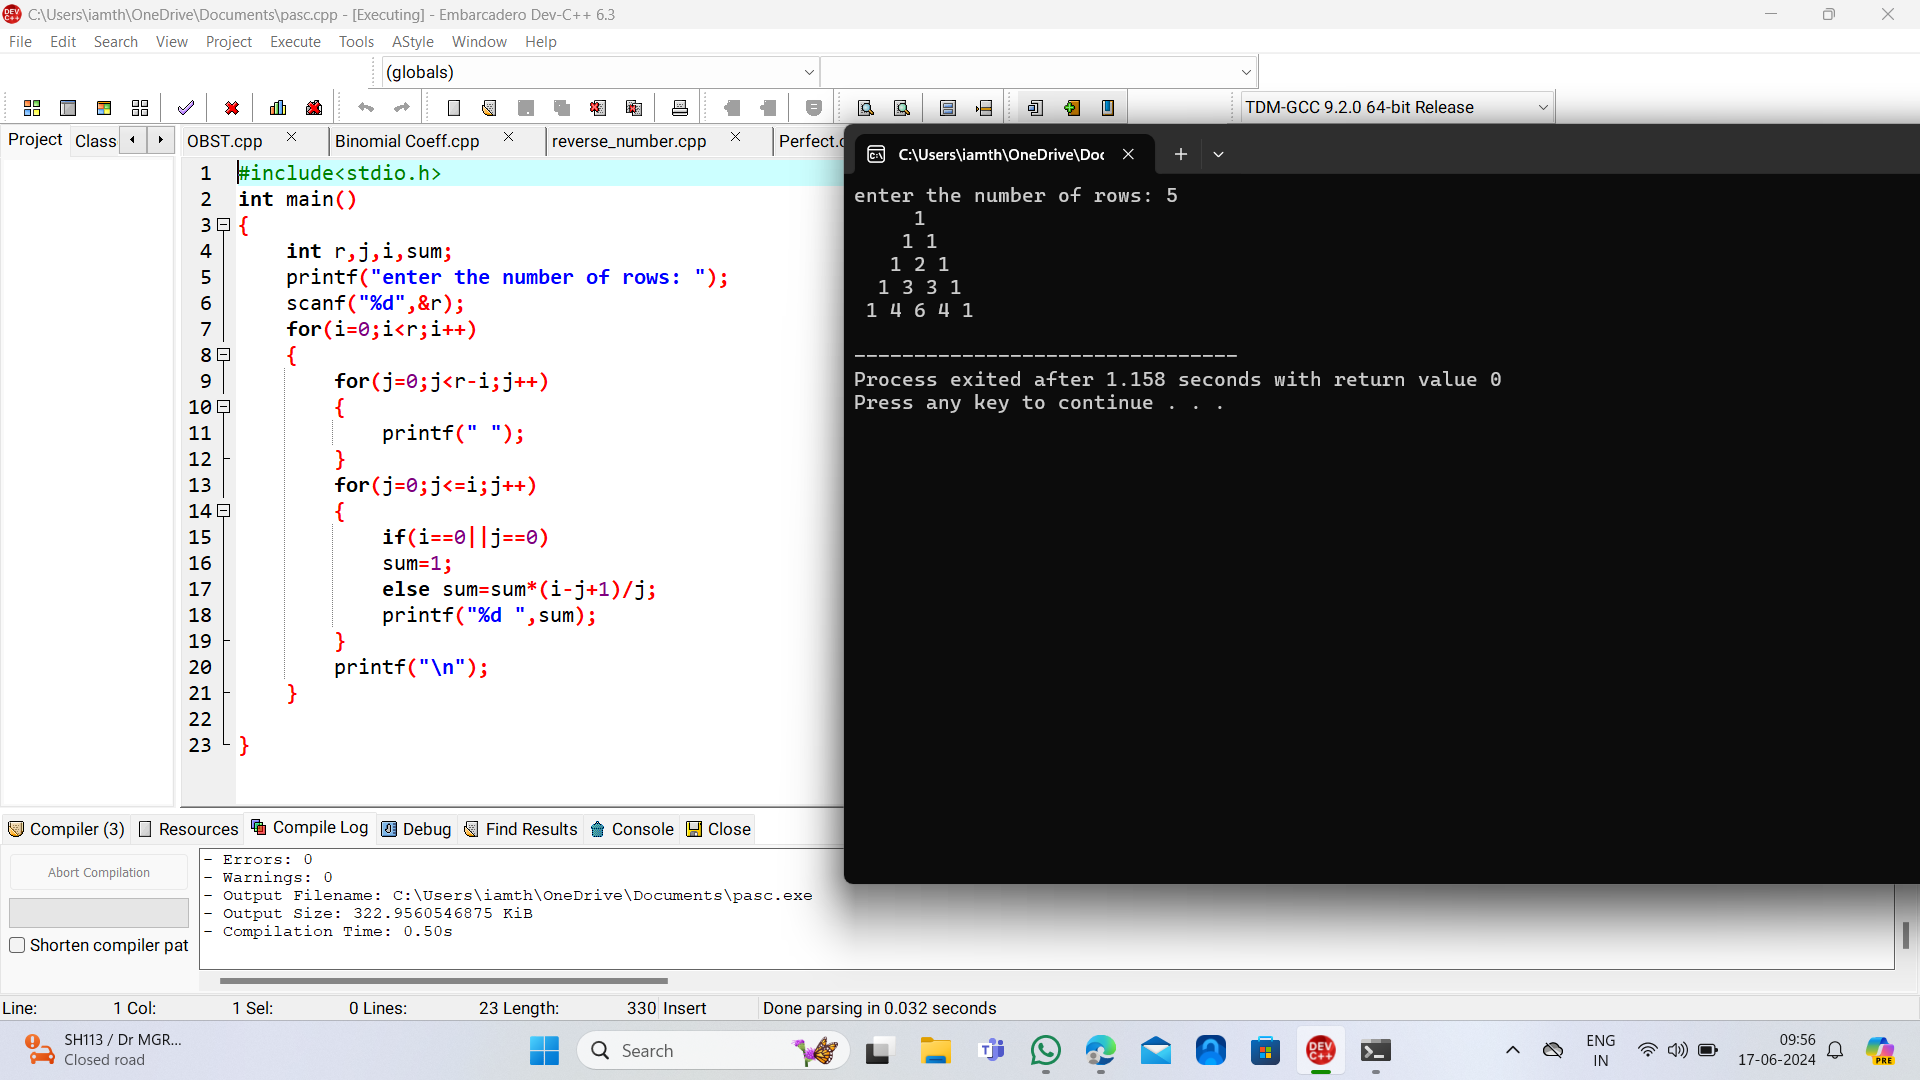 C:\Users\iamth\OneDrive\Documents\pasc.cpp - [Executing] - Embarcadero Dev-C++ 6.3
File Edit Search View Project Execute Tools AStyle Window Help
(globals)
TDM-GCC 9.2.0 64-bit Release
Project Class
OBST.cpp Binomial Coeff.cpp reverse_number.cpp Perfect.c
1 #include<stdio.h>
2 int main()
3 {
4 int r,j,i,sum;
5 printf("enter the number of rows: ");
6 scanf("%d",&r);
7 for(i=0;i<r;i++)
8 {
9 for(j=0;j<r-i;j++)
10 {
11 printf(" ");
12 }
13 for(j=0;j<=i;j++)
14 {
15 if(i==0||j==0)
16 sum=1;
17 else sum=sum*(i-j+1)/j;
18 printf("%d ",sum);
19 }
20 printf("\n");
21 }
22
23 }
C:\Users\iamth\OneDrive\Doc
enter the number of rows: 5
1
1 1
1 2 1
1 3 3 1
1 4 6 4 1
--------------------------------
Process exited after 1.158 seconds with return value 0
Press any key to continue . . .
Compiler (3) Resources Compile Log Debug Find Results Console Close
Abort Compilation
Shorten compiler pat
- Errors: 0
- Warnings: 0
- Output Filename: C:\Users\iamth\OneDrive\Documents\pasc.exe
- Output Size: 322.9560546875 KiB
- Compilation Time: 0.50s
Line: 1 Col: 1 Sel: 0 Lines: 23 Length: 330 Insert Done parsing in 0.032 seconds
SH113 / Dr MGR...
Closed road
Search
DEV C++
ENG
IN
09:56
17-06-2024
PRE